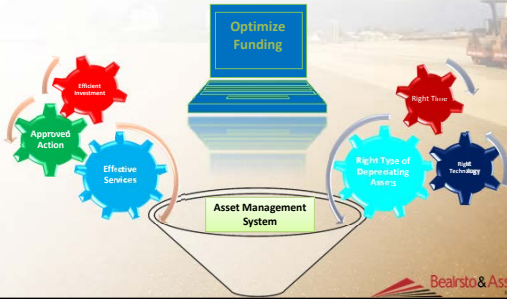 Optimize
Funding
Efficient
Investment
Approved
Action
Effective
Services
Right Time
Right Type of
Depreciating
Assets
Right
Technology
Asset Management
System
Bearsto & Ass